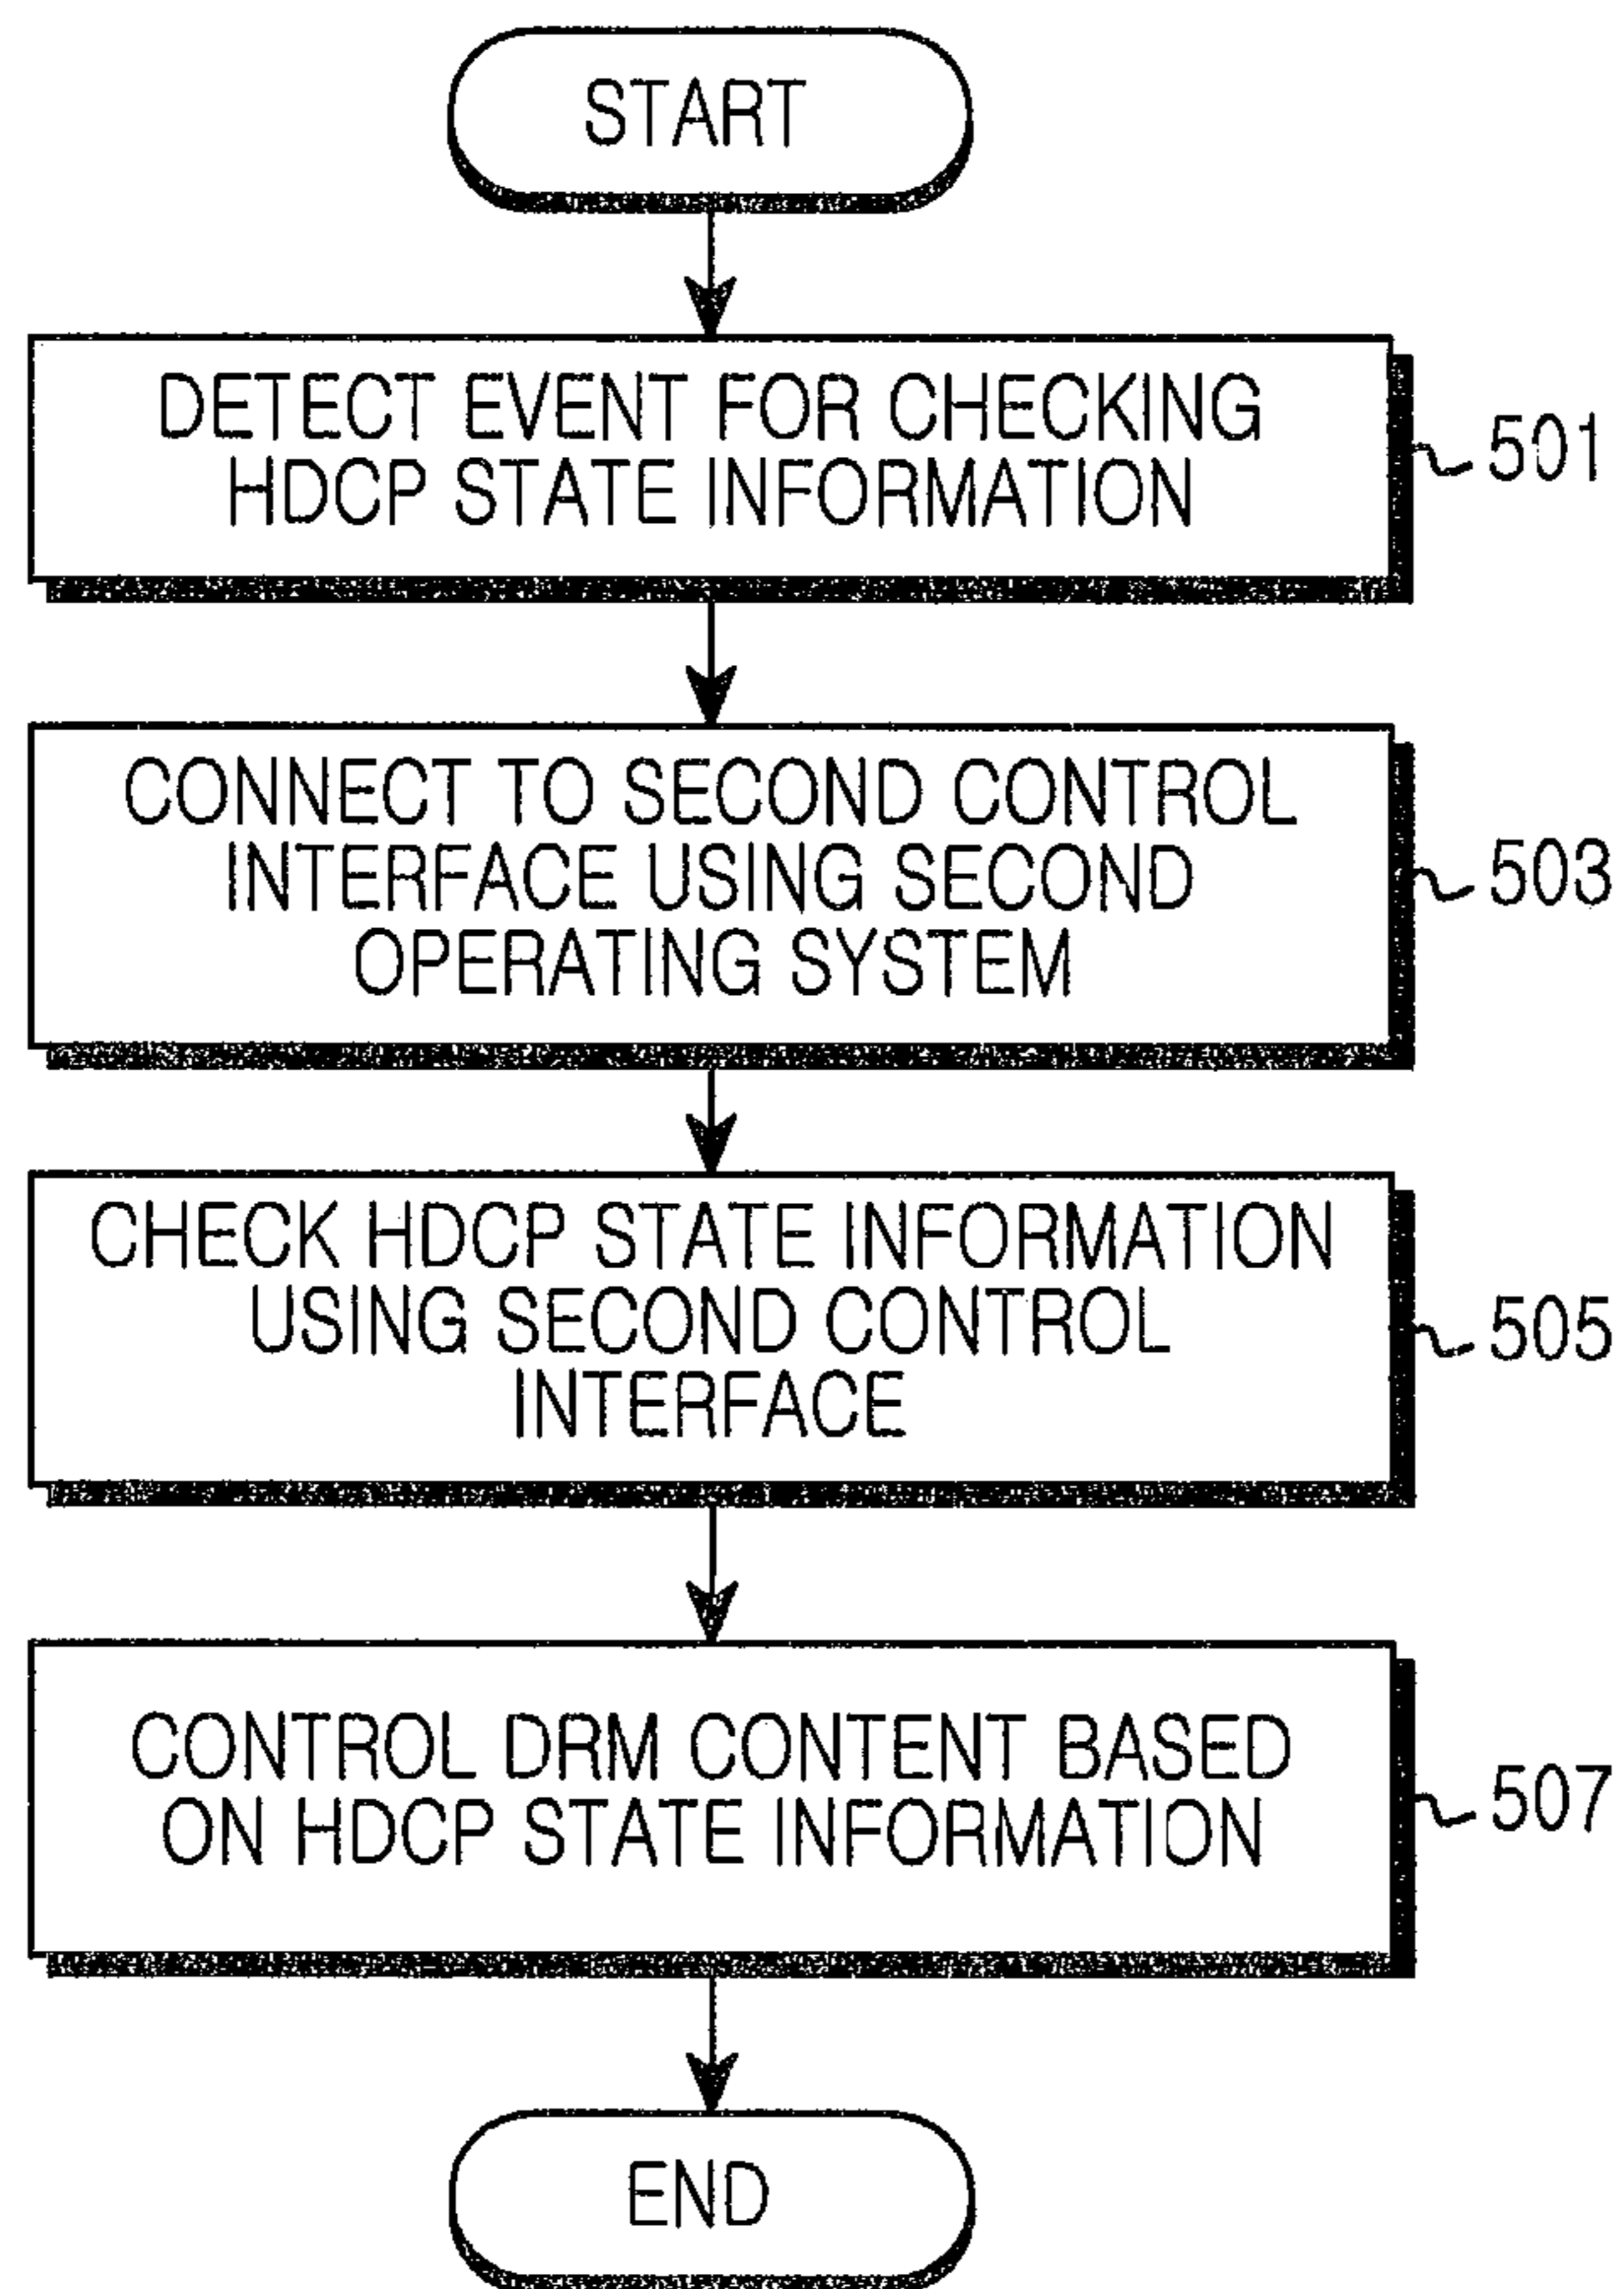 START
DETECT EVENT FOR CHECKING
HDCP STATE INFORMATION
501
CONNECT TO SECOND CONTROL
INTERFACE USING SECOND
OPERATING SYSTEM
503
CHECK HDCP STATE INFORMATION
USING SECOND CONTROL
INTERFACE
505
CONTROL DRM CONTENT BASED
ON HDCP STATE INFORMATION
507
END